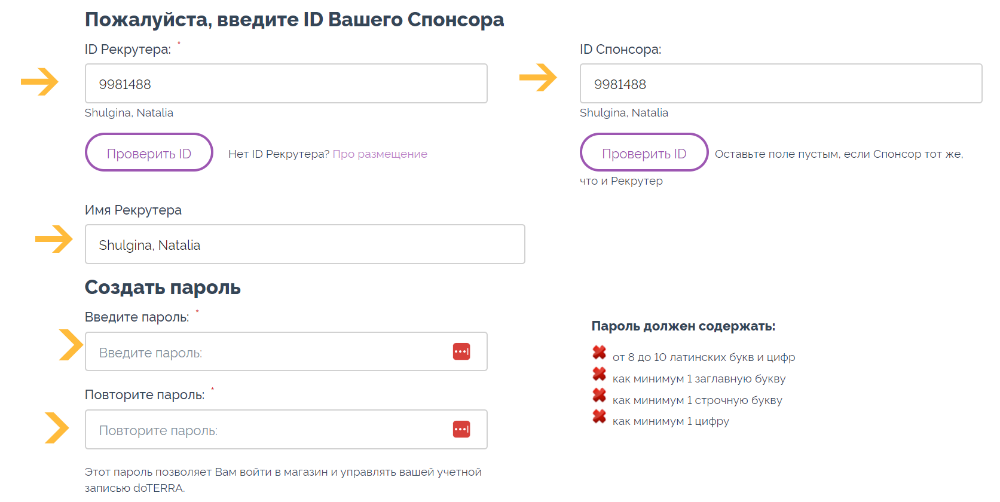 Пожалуйста, введите ID Вашего Спонсора
ID Рекрутера: *
9981488
Shulgina, Natalia
Проверить ID
Нет ID Рекрутера? Про размещение
ID Спонсора:
9981488
Shulgina, Natalia
Проверить ID
Оставьте поле пустым, если Спонсор тот же,
что и Рекрутер
Имя Рекрутера
Shulgina, Natalia
Создать пароль
Введите пароль: *
Введите пароль:
Повторите пароль: *
Повторите пароль:
Этот пароль позволяет Вам войти в магазин и управлять вашей учетной
записью doTERRA.
Пароль должен содержать:
от 8 до 10 латинских букв и цифр
как минимум 1 заглавную букву
как минимум 1 строчную букву
как минимум 1 цифру